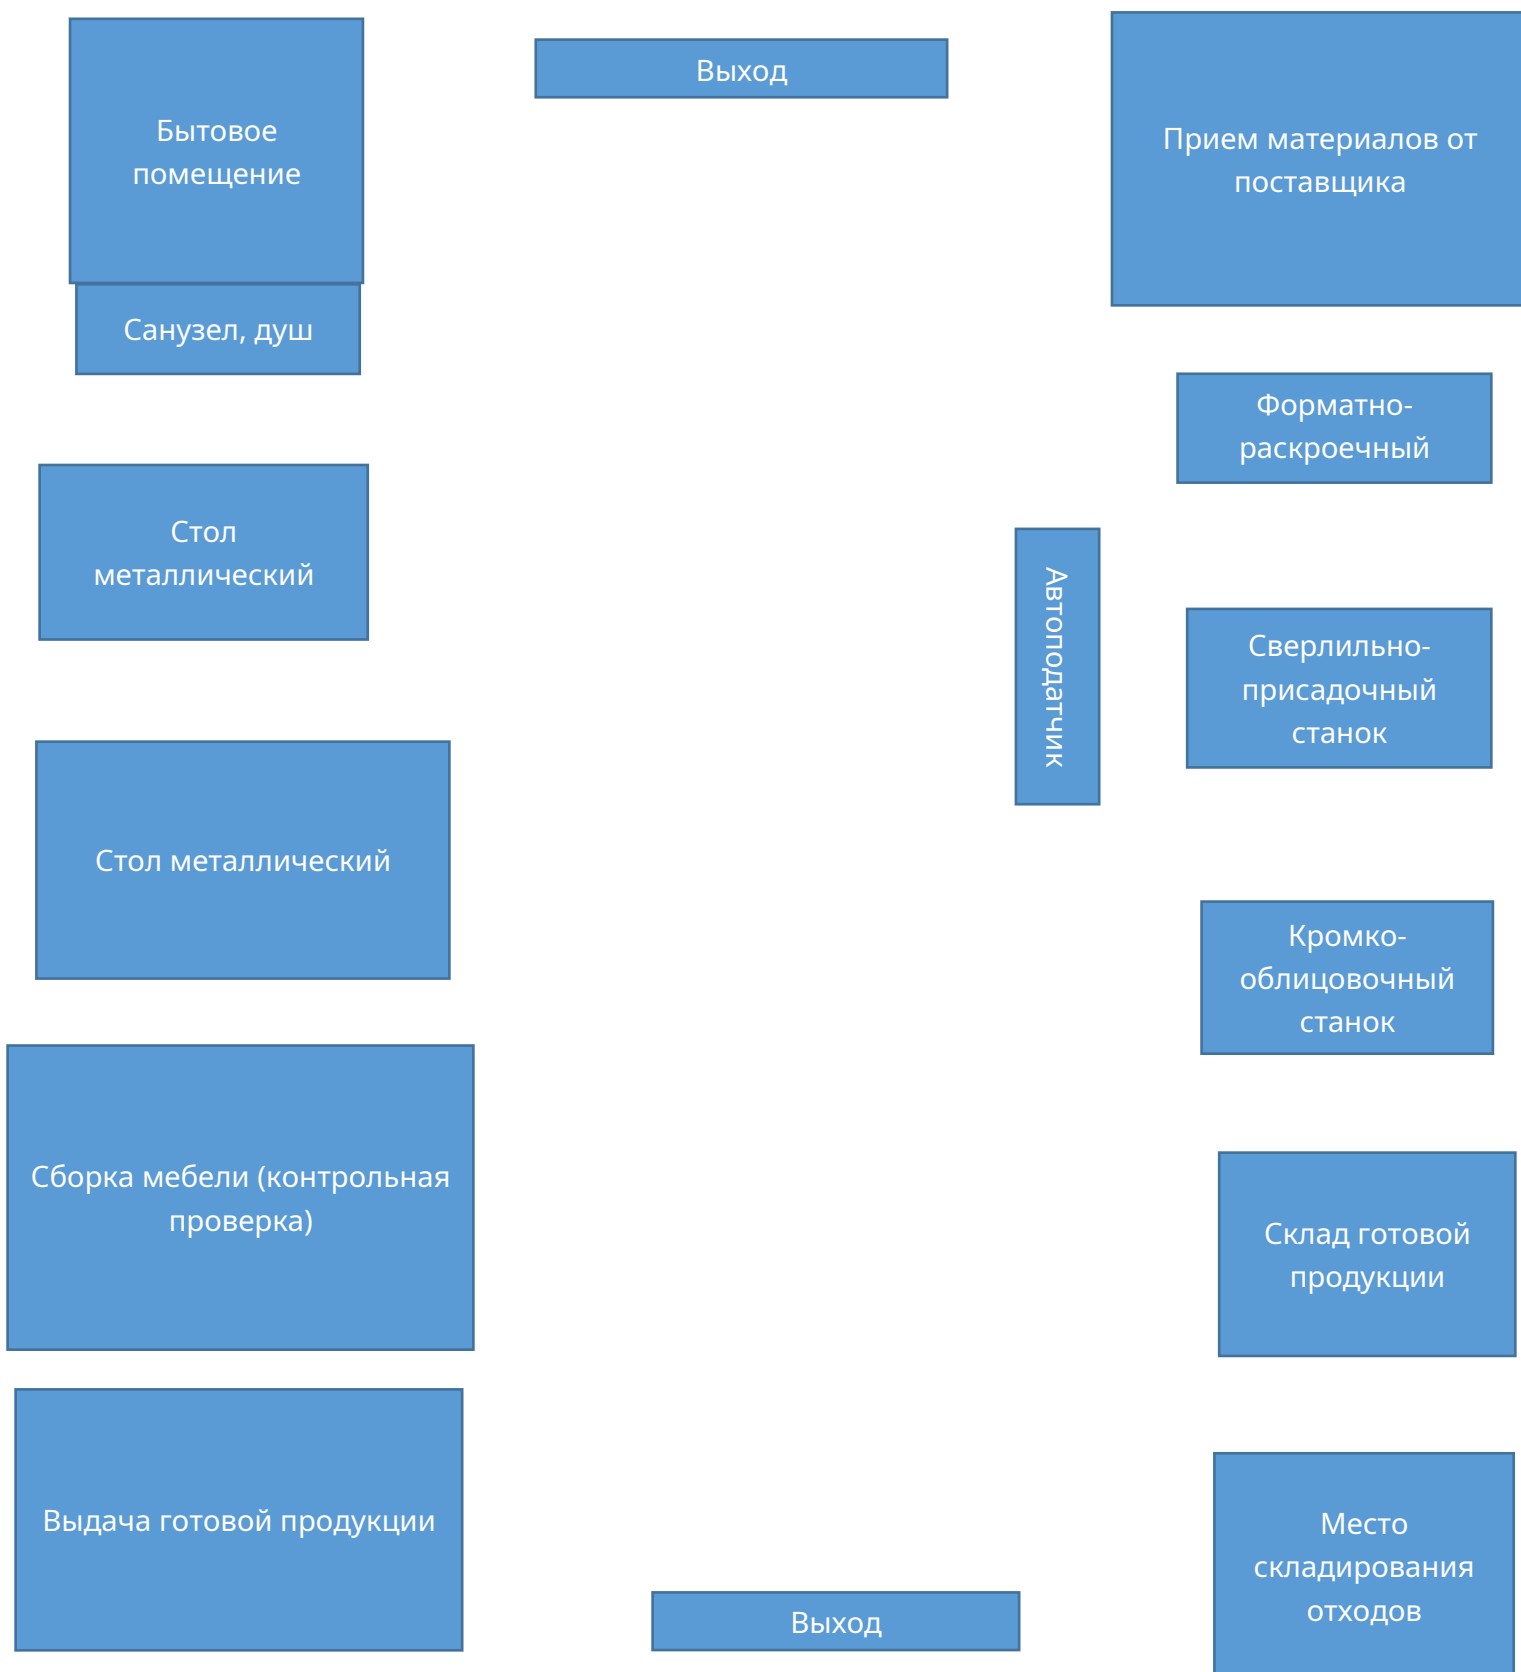 Бытовое
помещение
Санузел, душ
Стол
металлический
Стол металлический
Сборка мебели (контрольная
проверка)
Выдача готовой продукции
Выход
Автоподатчик
Выход
Прием материалов от
поставщика
Форматно-
раскроечный
Сверлильно-
присадочный
станок
Кромко-
облицовочный
станок
Склад готовой
продукции
Место
складирования
отходов